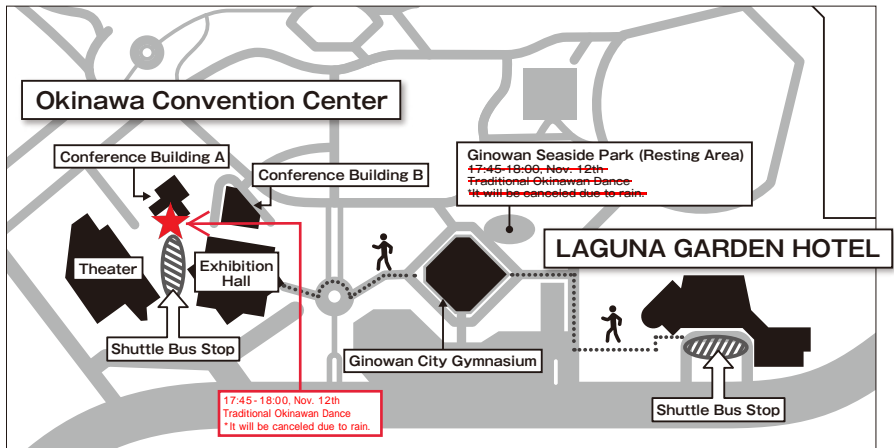 Okinawa Convention Center
Conference Building A
Conference Building B
Ginowan Seaside Park (Resting Area)
17:45-18:00, Nov. 12th
Traditional Okinawan Dance
*It will be canceled due to rain.
LAGUNA GARDEN HOTEL
Theater
Exhibition
Hall
Shuttle Bus Stop
Ginowan City Gymnasium
17:45-18:00, Nov. 12th
Traditional Okinawan Dance
*It will be canceled due to rain.
Shuttle Bus Stop